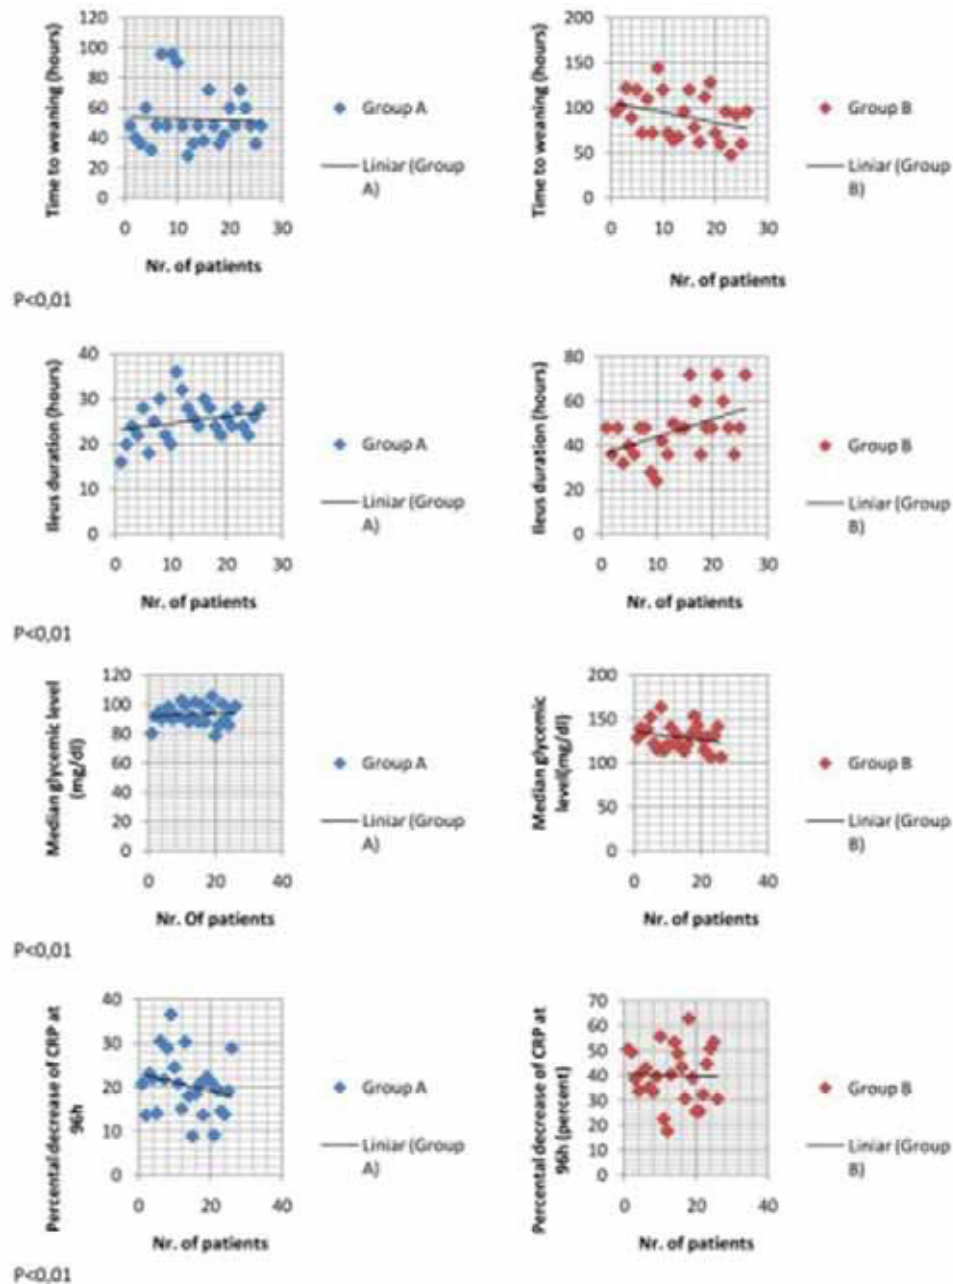 Time to weaning (hours)
120
100
80
60
40
20
0
0 10 20 30
Nr. of patients
Group A
Liniar (Group
A)
Time to weaning (hours)
200
150
100
50
0
0 10 20 30
Nr. of patients
Group B
Liniar (Group
B)
P<0,01
Ileus duration (hours)
40
30
20
10
0
0 10 20 30
Nr. of patients
Group A
Liniar (Group
A)
Ileus duration (hours)
80
60
40
20
0
0 10 20 30
Nr. of patients
Group B
Liniar (Group
B)
P<0,01
Median glycemic level
(mg/dl)
120
100
80
60
40
20
0
0 20 40
Nr. Of patients
Group A
Liniar (Group
A)
Median glycemic
level(mg/dl)
200
150
100
50
0
0 20 40
Nr. of patients
Group B
Liniar (Group
B)
P<0,01
Percental decrease of CRP at
96h
40
30
20
10
0
0 20 40
Nr. of patients
Group A
Liniar (Group
A)
Percental decrease of CRP at
96h (percent)
70
60
50
40
30
20
10
0
0 20 40
Nr. of patients
Group B
Liniar (Group
B)
P<0,01